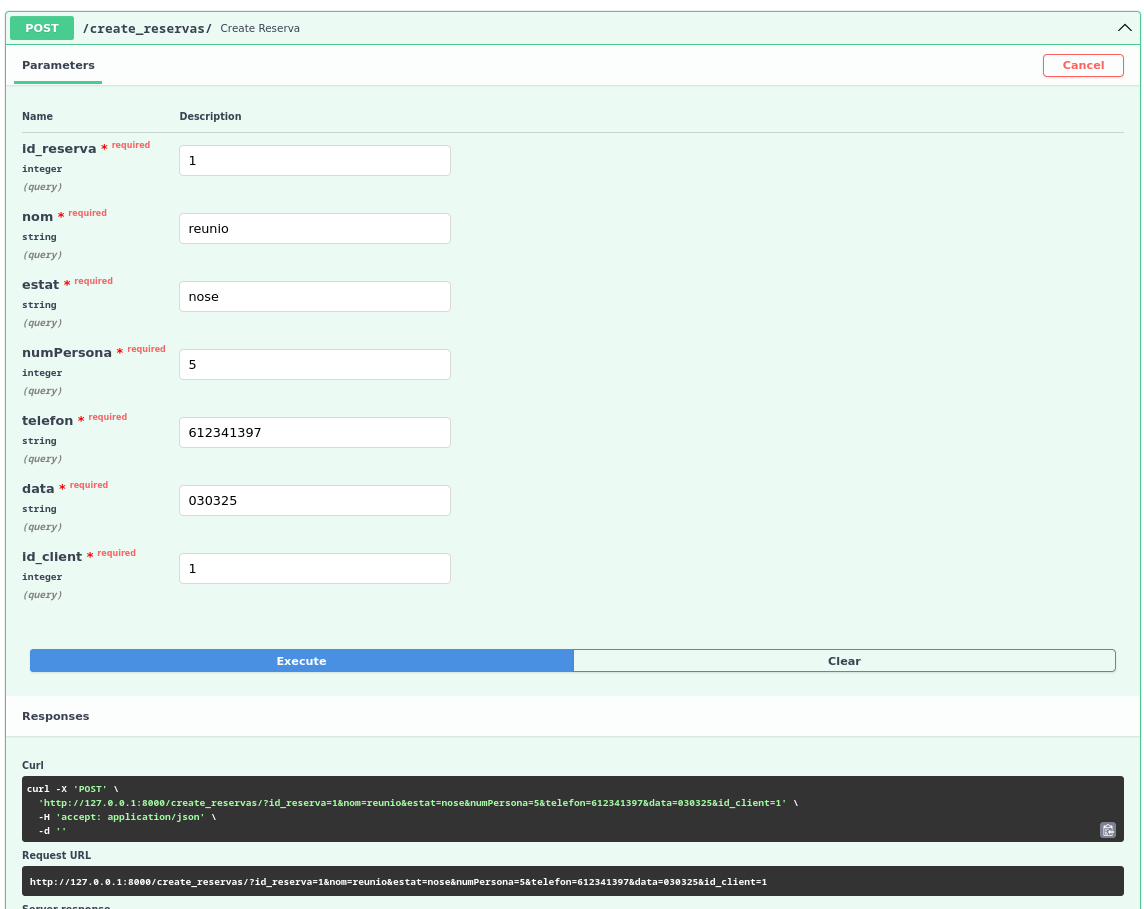 POST /create_reservas/ Create Reserva
Parameters
Cancel
Name Description
id_reserva * required
integer
(query)
1
nom * required
string
(query)
reunio
estat * required
string
(query)
nose
numPersona * required
integer
(query)
5
telefon * required
string
(query)
612341397
data * required
string
(query)
030325
id_client * required
integer
(query)
1
Execute
Clear
Responses
Curl
curl -X 'POST' \
'http://127.0.0.1:8000/create_reservas/?id_reserva=1&nom=reunio&estat=nose&numPersona=5&telefon=612341397&data=030325&id_client=1' \
-H 'accept: application/json' \
-d ''
Request URL
http://127.0.0.1:8000/create_reservas/?id_reserva=1&nom=reunio&estat=nose&numPersona=5&telefon=612341397&data=030325&id_client=1
Server response